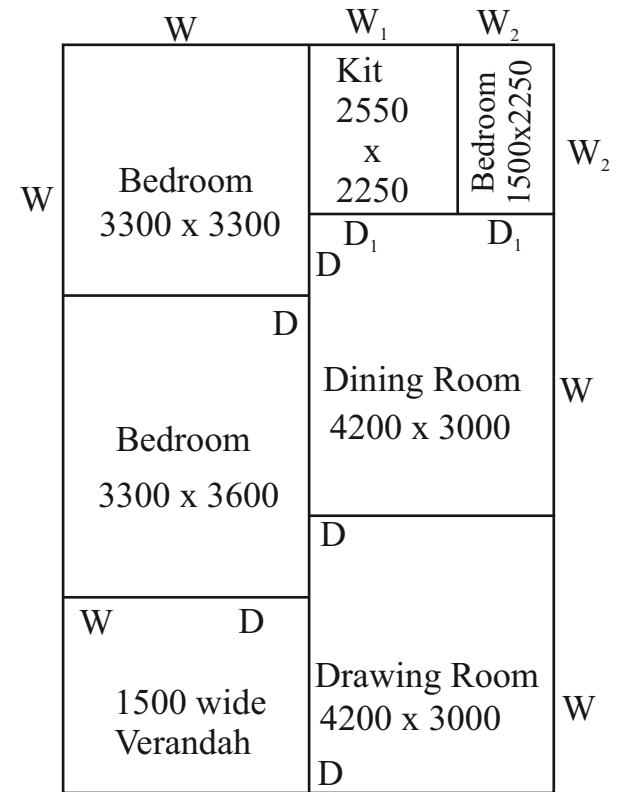 W
W₁
W₂
Kit
2550
x
2250
Bedroom
1500x2250
W₂
W
Bedroom
3300 x 3300
D₁
D₁
D
D
Dining Room
4200 x 3000
W
Bedroom
3300 x 3600
D
W
D
Drawing Room
4200 x 3000
W
1500 wide
Verandah
D